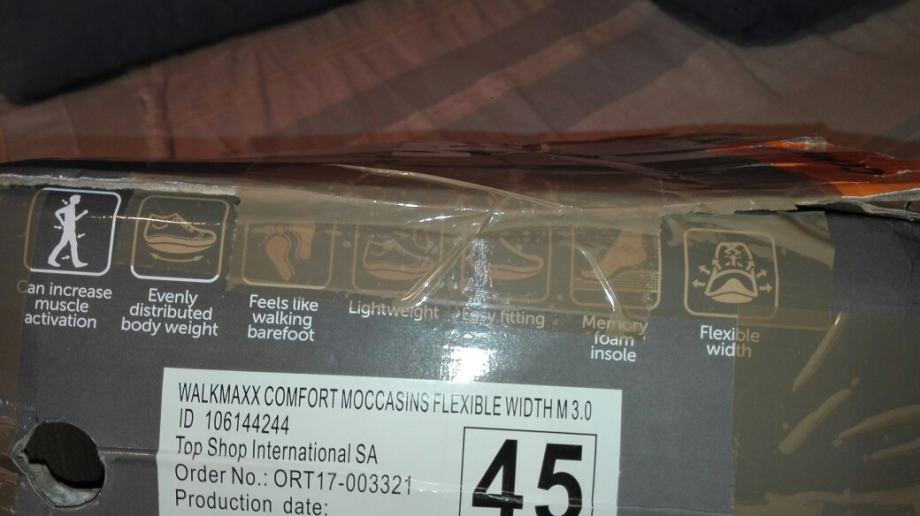 Can increase
muscle
activation
Evenly
distributed
body weight
Feels like
walking
barefoot
Lightweight
Easy fitting
Memory
foam
insole
Flexible
width
WALKMAXX COMFORT MOCCASINS FLEXIBLE WIDTH M 3.0
ID 106144244
Top Shop International SA
Order No.: ORT17-003321
Production date:
45